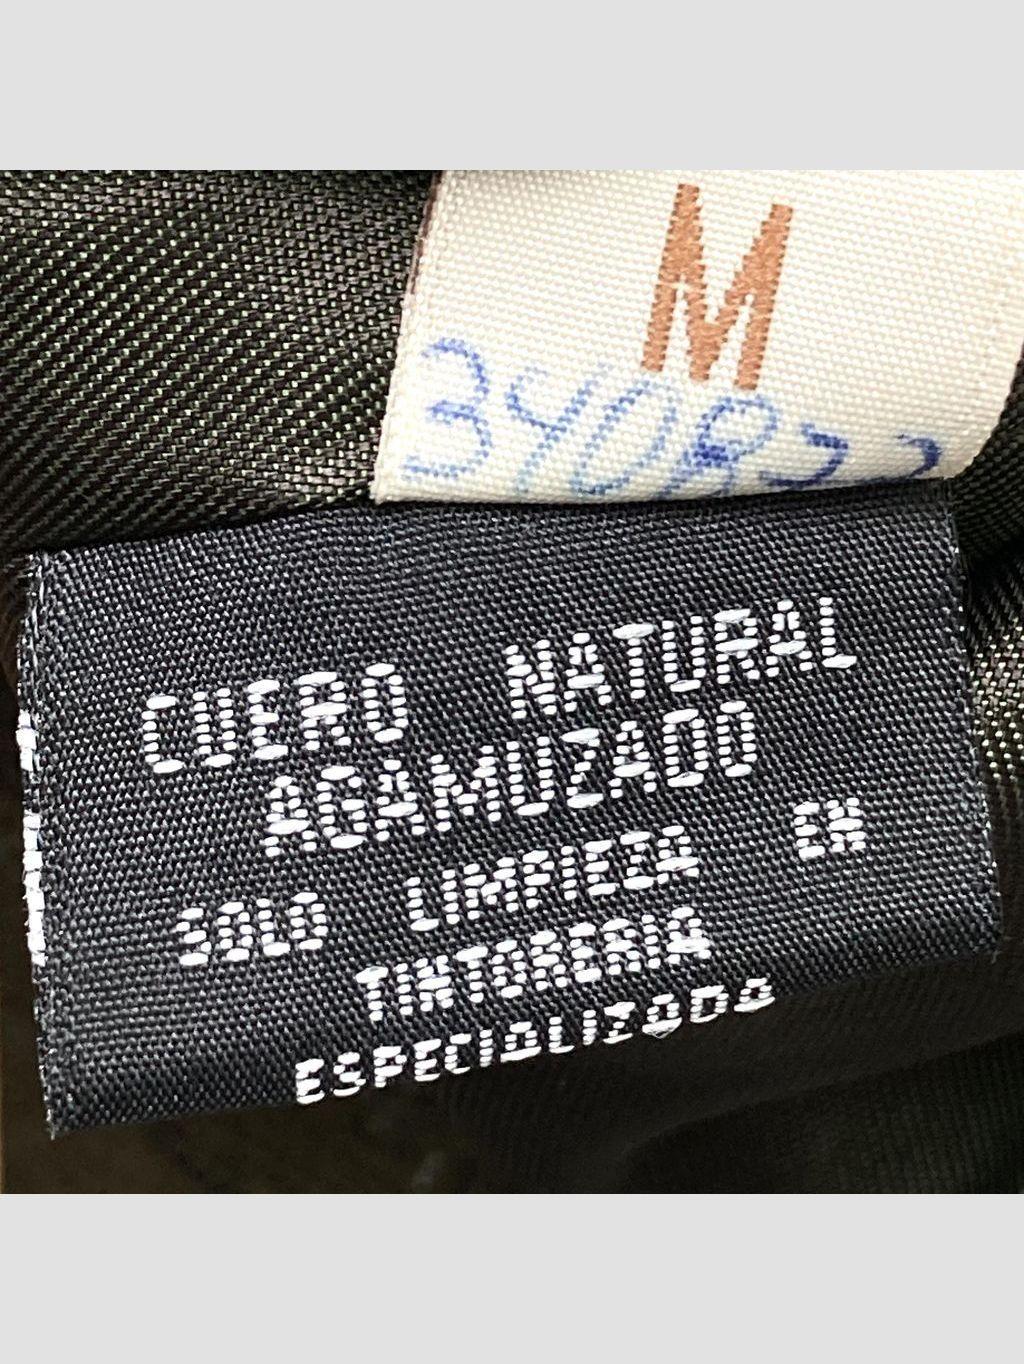 M
CUERO NATURAL
AGAMUZADO
SOLO LIMPIEZA EN
TINTORERIA
ESPECIALIZADA